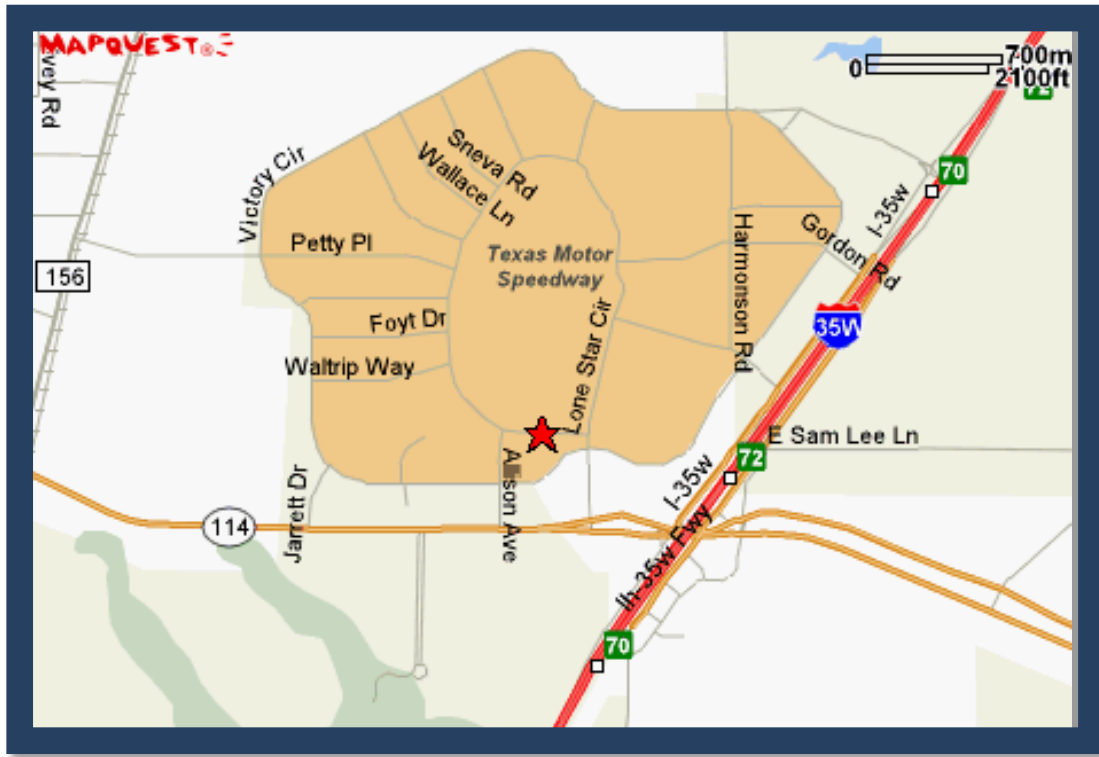 MAPQUEST®
700m
0
2100ft
72
vey Rd
Sneva Rd
Wallace Ln
Victory Cir
70
I-35w
Petty Pl
Texas Motor
Speedway
Harmonson Rd
Gordon Rd
156
35W
Foyt Dr
Lone Star Cir
Waltrip Way
E Sam Lee Ln
72
I-35w
Jarrett Dr
114
Ave
Ih-35w Fwy
70